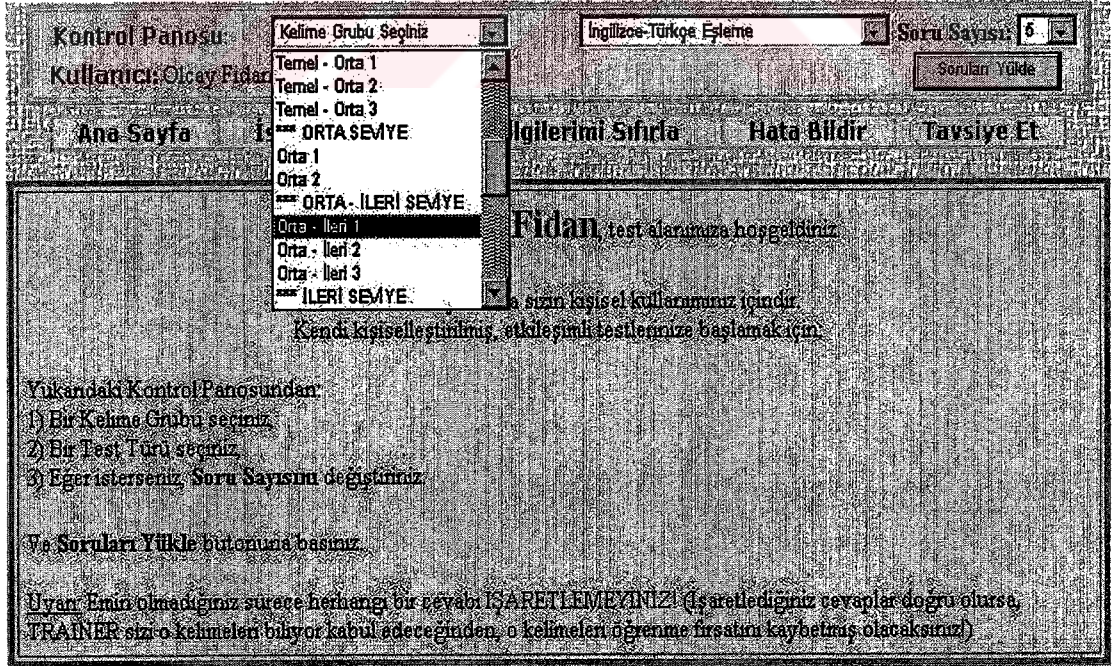 Kontrol Panosu: Kelime Grubu Seçiniz İngilizce-Türkçe Eşleme Soru Sayısı: 6
Kullanıcı: Olcay Fidan Soruları Yükle
Temel - Orta 1
Temel - Orta 2
Temel - Orta 3
*** ORTA SEVİYE
Orta 1
Orta 2
*** ORTA - İLERİ SEVİYE
Orta - İleri 1
Orta - İleri 2
Orta - İleri 3
*** İLERİ SEVİYE
Ana Sayfa Sıfırla Hata Bildir Tavsiye Et
Fidan, test alanımıza hoşgeldiniz.
sizin kişisel kullanımınız içindir.
Kendi kişiselleştirilmiş, etkileşimli testlerinize başlamak için:
Yukarıdaki Kontrol Panosundan:
1) Bir Kelime Grubu seçiniz,
2) Bir Test Türü seçiniz,
3) Eğer isterseniz, Soru Sayısını değiştiriniz.
Ve Soruları Yükle butonuna basınız.
Uyarı: Emin olmadığınız sürece herhangi bir cevabı İŞARETLEMEYİNİZ! (İşaretlediğiniz cevaplar doğru olursa,
TRAINER sizi o kelimeleri biliyor kabul edeceğinden, o kelimeleri öğrenme fırsatını kaybetmiş olacaksınız!)